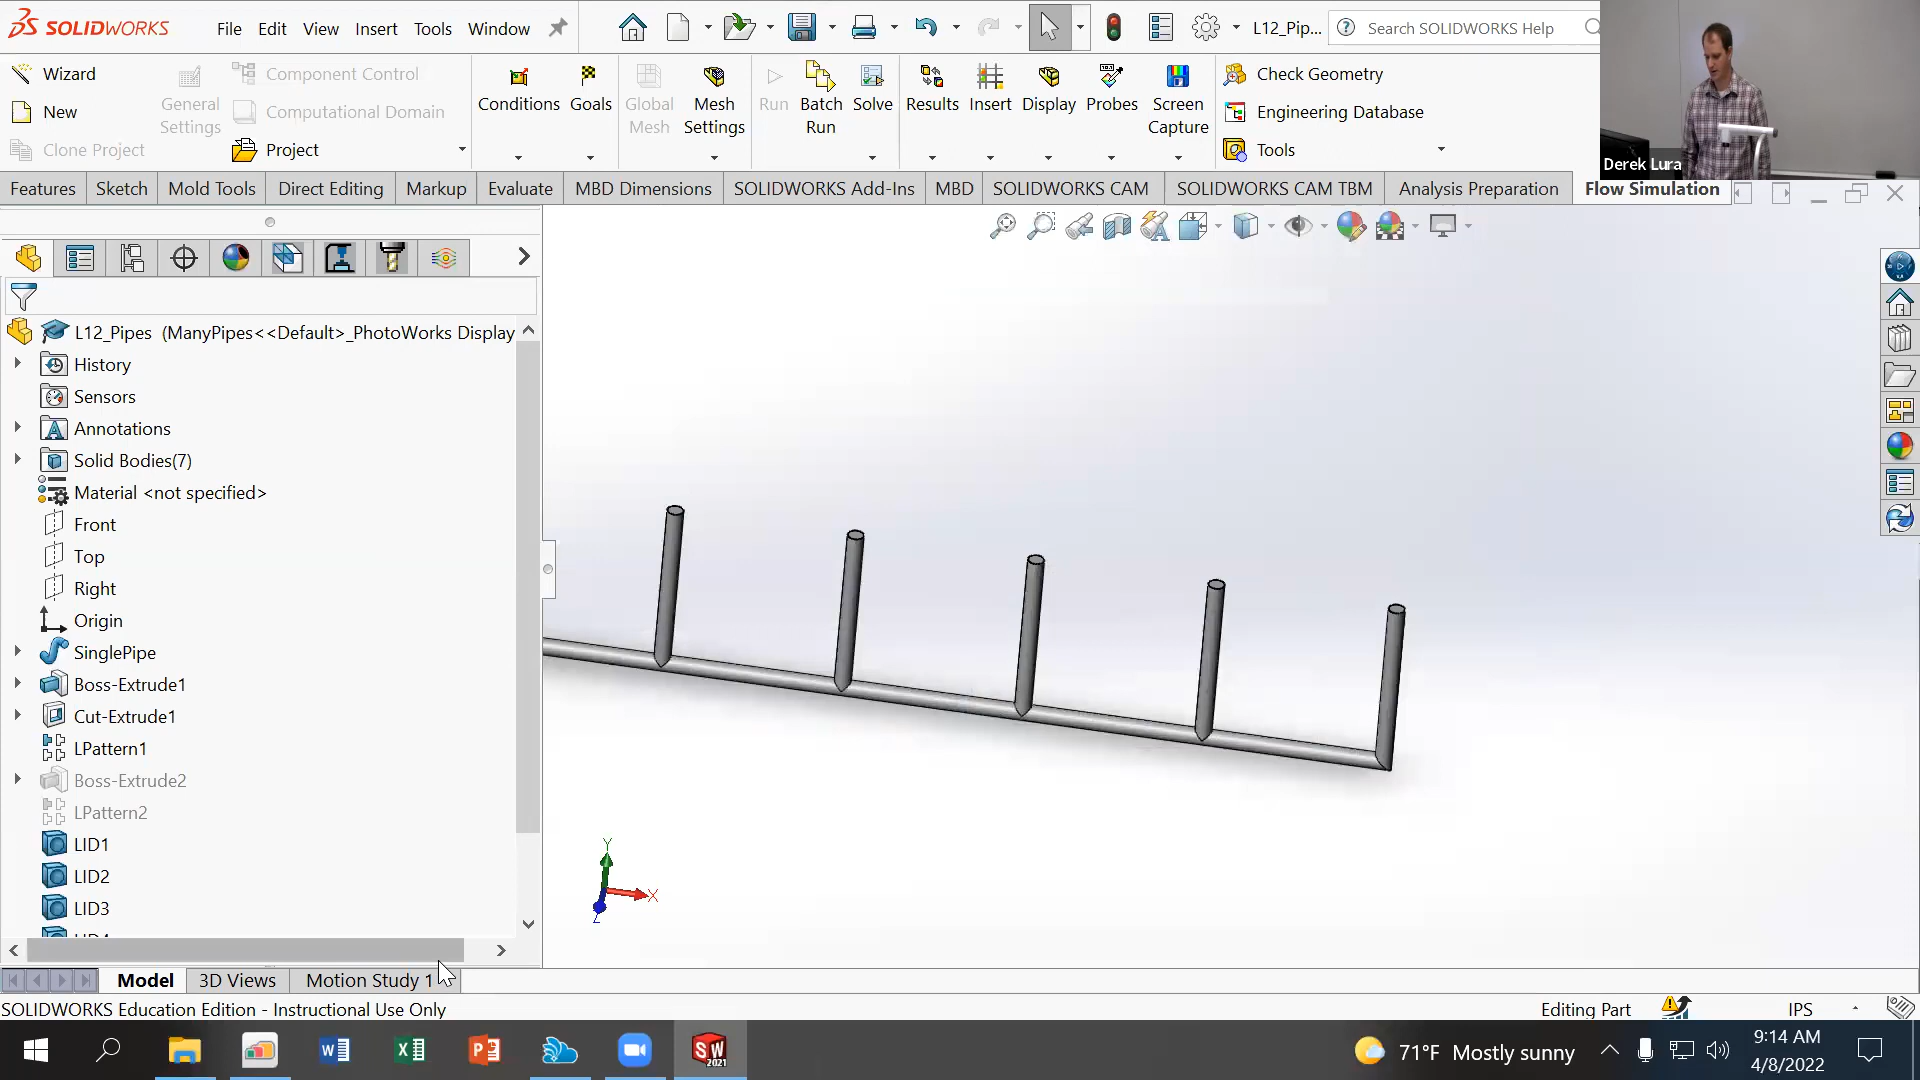 SOLIDWORKS File Edit View Insert Tools Window L12_Pip... Search SOLIDWORKS Help
Wizard
New
Clone Project
General Settings
Component Control
Computational Domain
Project
Conditions
Goals
Global Mesh
Mesh Settings
Run
Batch Run
Solve
Results
Insert
Display
Probes
Screen Capture
Check Geometry
Engineering Database
Tools
Derek Lura
Features Sketch Mold Tools Direct Editing Markup Evaluate MBD Dimensions SOLIDWORKS Add-Ins MBD SOLIDWORKS CAM SOLIDWORKS CAM TBM Analysis Preparation Flow Simulation
L12_Pipes (ManyPipes<<Default>_PhotoWorks Display
History
Sensors
Annotations
Solid Bodies(7)
Material <not specified>
Front
Top
Right
Origin
SinglePipe
Boss-Extrude1
Cut-Extrude1
LPattern1
Boss-Extrude2
LPattern2
LID1
LID2
LID3
Y
X
Z
Model 3D Views Motion Study 1
SOLIDWORKS Education Edition - Instructional Use Only Editing Part IPS
71°F Mostly sunny
9:14 AM
4/8/2022
SW
2021